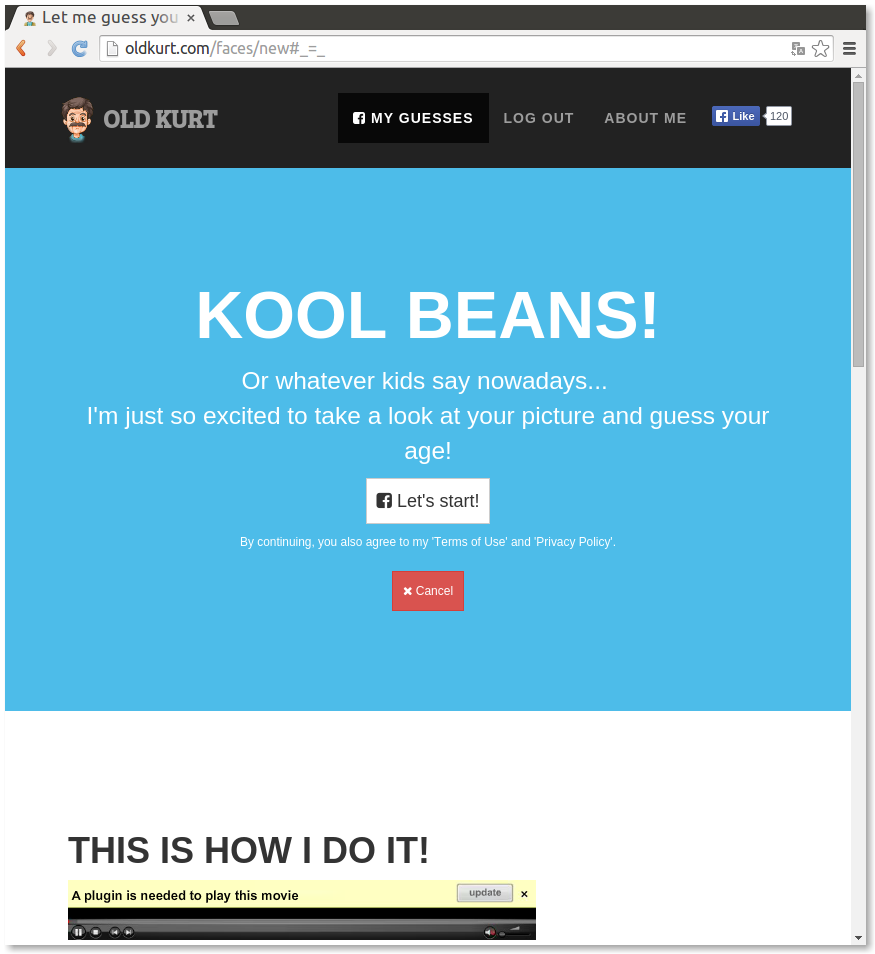 Let me guess you
oldkurt.com/faces/new#_=_
OLD KURT
MY GUESSES
LOG OUT
ABOUT ME
Like
120
KOOL BEANS!
Or whatever kids say nowadays...
I'm just so excited to take a look at your picture and guess your
age!
Let's start!
By continuing, you also agree to my 'Terms of Use' and 'Privacy Policy'.
Cancel
THIS IS HOW I DO IT!
A plugin is needed to play this movie
update